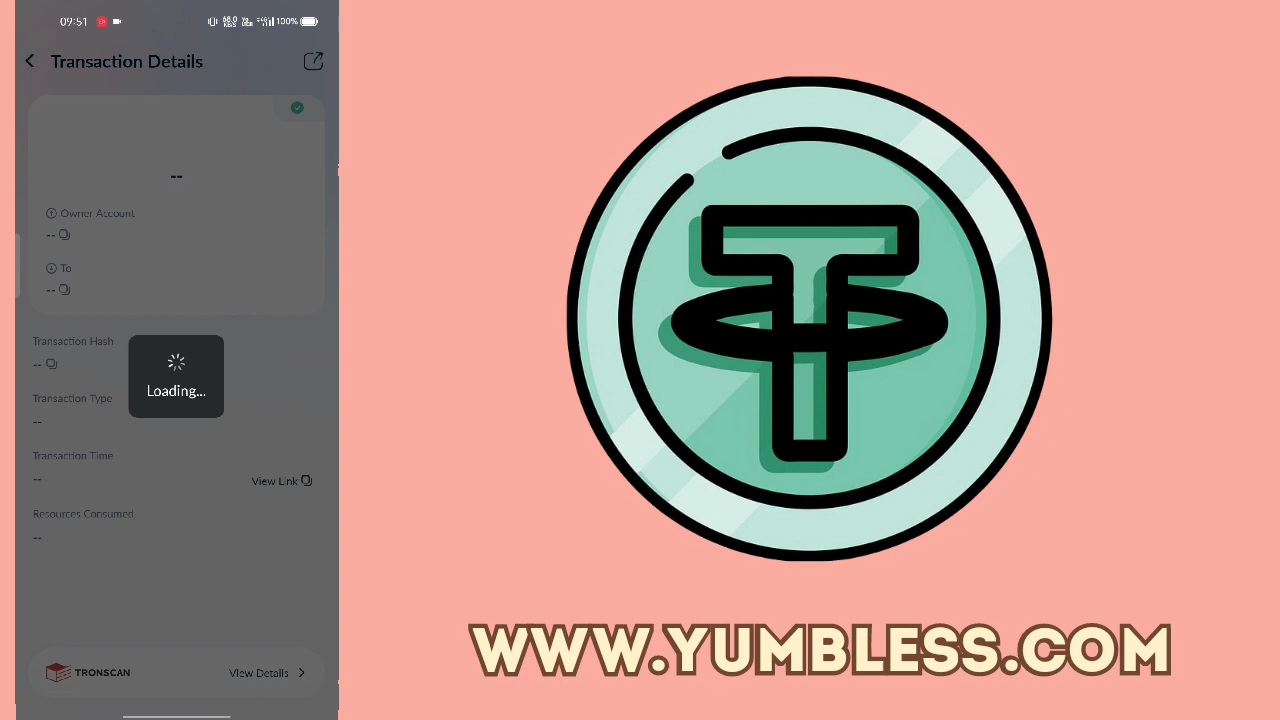 09:51
100%
Transaction Details
--
Owner Account
--
To
--
Transaction Hash
--
Loading...
Transaction Type
--
Transaction Time
--
View Link
Resources Consumed
--
TRONSCAN
View Details
WWW.YUMBLESS.COM